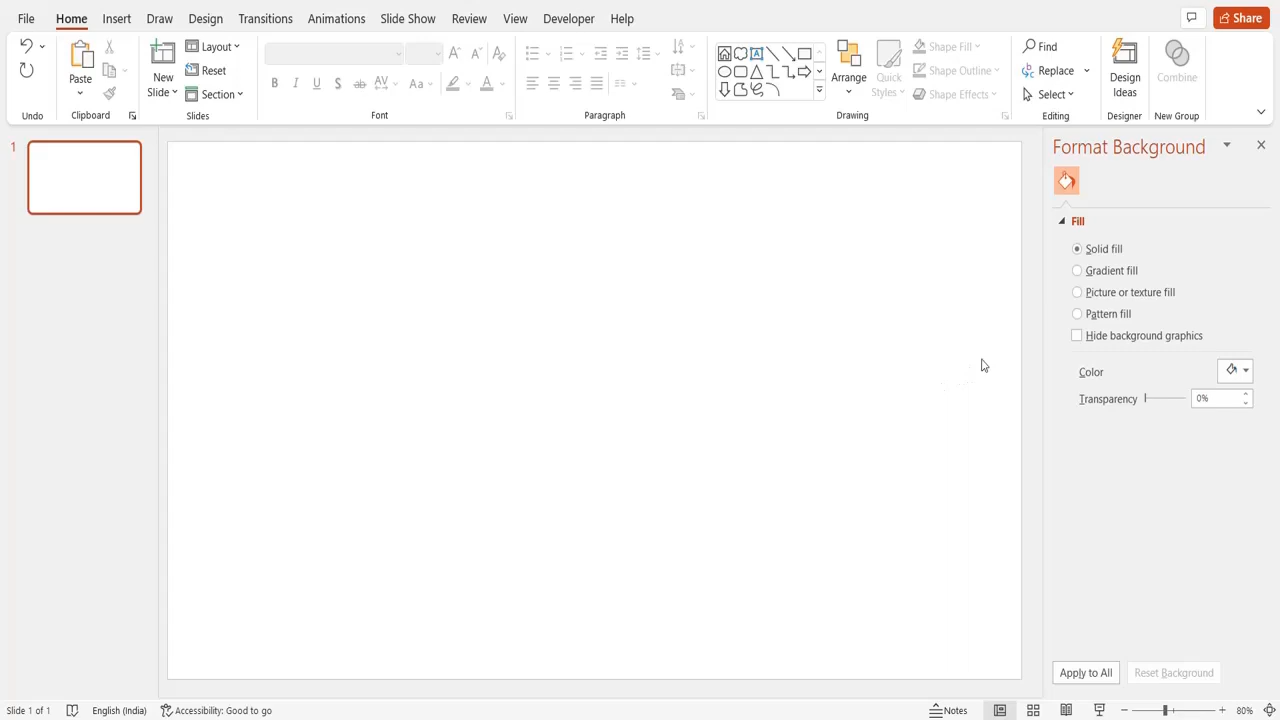 File Home Insert Draw Design Transitions Animations Slide Show Review View Developer Help Share
Paste
New
Slide
Layout
Reset
Section
B I U S ab AV Aa A
Arrange
Quick
Styles
Shape Fill
Shape Outline
Shape Effects
Find
Replace
Select
Design
Ideas
Combine
Undo Clipboard Slides Font Paragraph Drawing Editing Designer New Group
1
Format Background
Fill
Solid fill
Gradient fill
Picture or texture fill
Pattern fill
Hide background graphics
Color
Transparency 0%
Apply to All Reset Background
Slide 1 of 1 English (India) Accessibility: Good to go Notes 80%